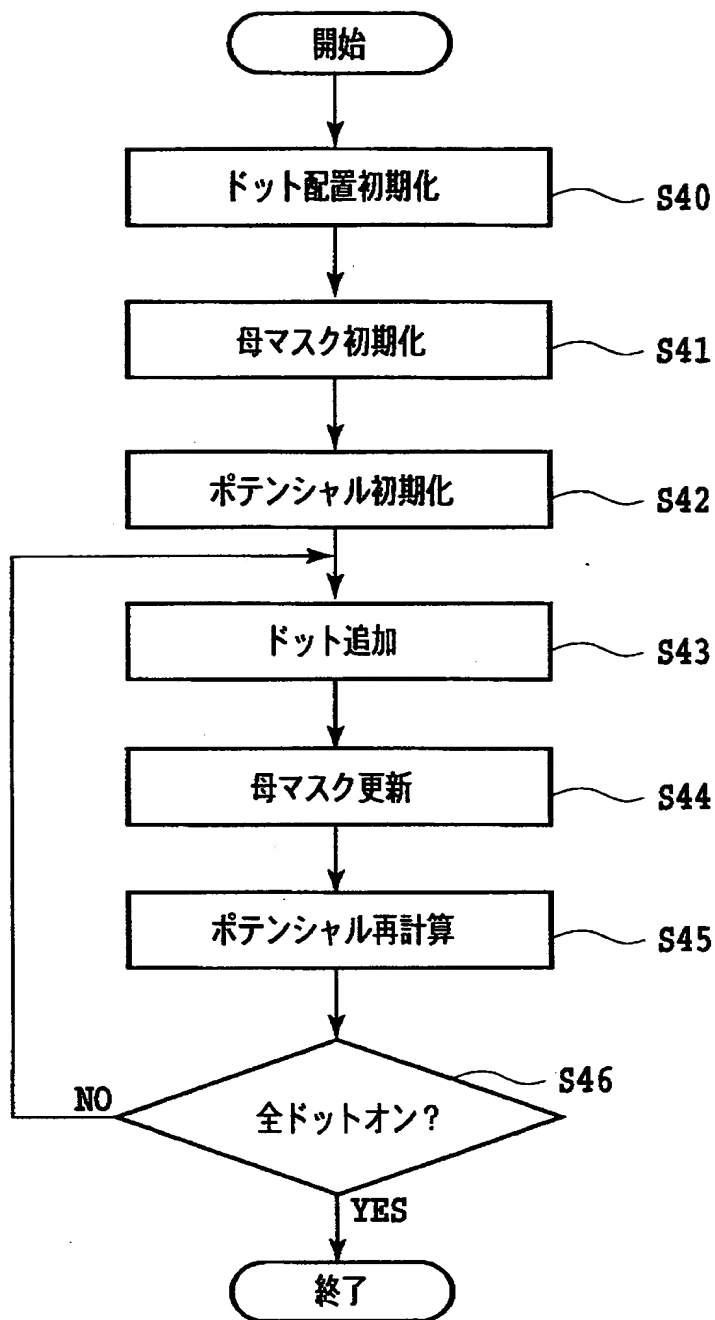 開始
ドット配置初期化
S40
母マスク初期化
S41
ポテンシャル初期化
S42
ドット追加
S43
母マスク更新
S44
ポテンシャル再計算
S45
S46
NO
全ドットオン?
YES
終了